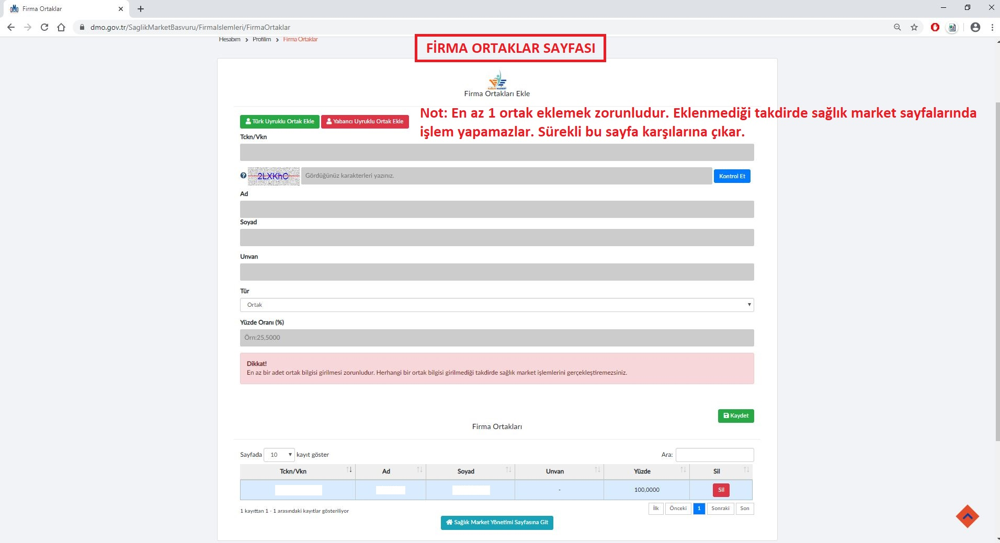 Firma Ortaklar
dmo.gov.tr/SaglikMarketBasvuru/FirmaIslemleri/FirmaOrtaklar
Hesabım > Profilim > Firma Ortaklar
FİRMA ORTAKLAR SAYFASI
SAĞLIK MARKET
Firma Ortakları Ekle
Türk Uyruklu Ortak Ekle Yabancı Uyruklu Ortak Ekle
Not: En az 1 ortak eklemek zorunludur. Eklenmediği takdirde sağlık market sayfalarında
işlem yapamazlar. Sürekli bu sayfa karşılarına çıkar.
Tckn/Vkn
2LXKhC Gördüğünüz karakterleri yazınız. Kontrol Et
Ad
Soyad
Unvan
Tür
Ortak
Yüzde Oranı (%)
Örn:25,5000
Dikkat!
En az bir adet ortak bilgisi girilmesi zorunludur. Herhangi bir ortak bilgisi girilmediği takdirde sağlık market işlemlerini gerçekleştiremezsiniz.
Kaydet
Firma Ortakları
Sayfada 10 kayıt göster Ara:
Tckn/Vkn Ad Soyad Unvan Yüzde Sil
- 100,0000 Sil
1 kayıttan 1 - 1 arasındaki kayıtlar gösteriliyor İlk Önceki 1 Sonraki Son
Sağlık Market Yönetimi Sayfasına Git